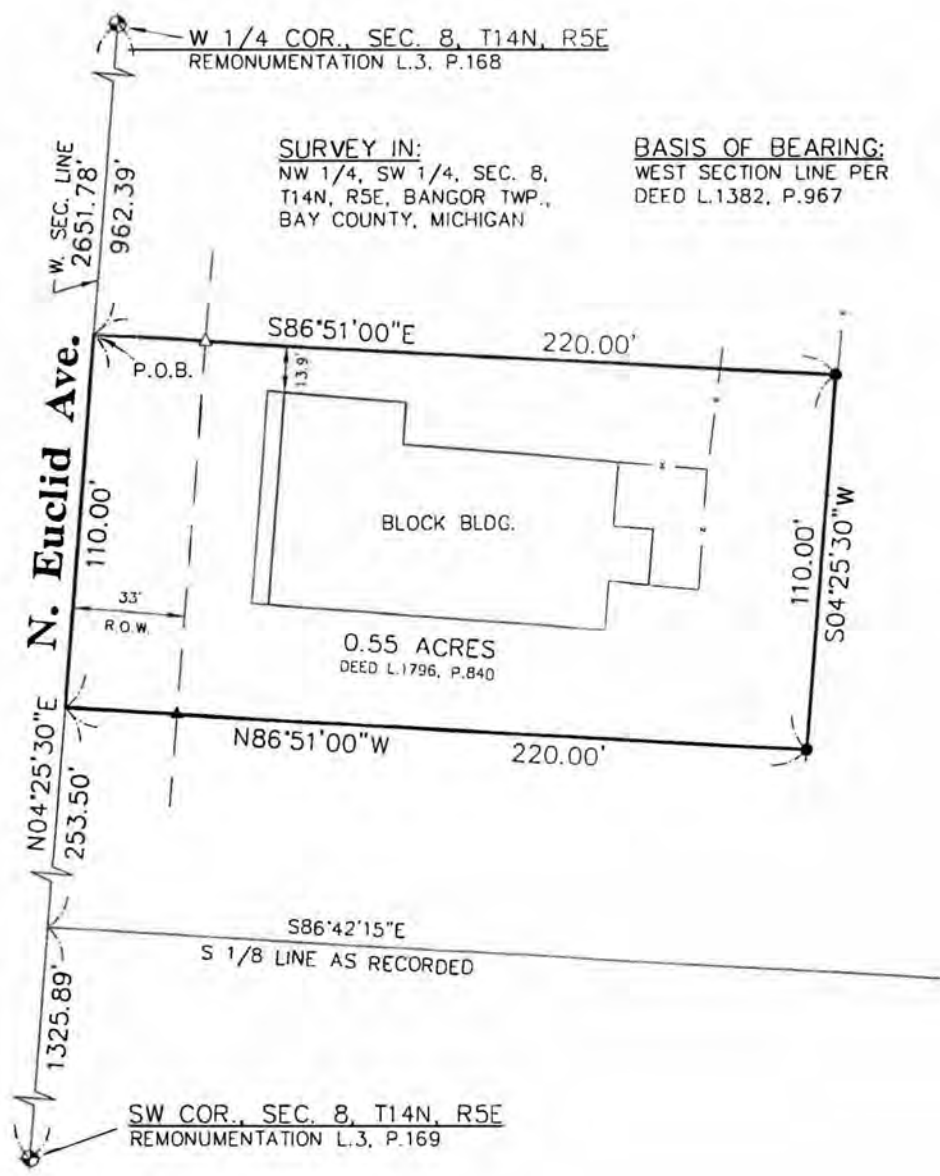 W 1/4 COR., SEC. 8, T14N, R5E
REMONUMENTATION L.3, P.168
SURVEY IN:
NW 1/4, SW 1/4, SEC. 8,
T14N, R5E, BANGOR TWP.,
BAY COUNTY, MICHIGAN
BASIS OF BEARING:
WEST SECTION LINE PER
DEED L.1382, P.967
W. SEC. LINE
2651.78'
962.39'
S86°51'00"E
220.00'
P.O.B.
13.9'
N. Euclid Ave.
110.00'
BLOCK BLDG.
110.00'
S04°25'30"W
33'
R.O.W.
0.55 ACRES
DEED L.1796, P.840
N86°51'00"W
220.00'
N04°25'30"E
253.50'
S86°42'15"E
S 1/8 LINE AS RECORDED
1325.89'
SW COR., SEC. 8, T14N, R5E
REMONUMENTATION L.3, P.169